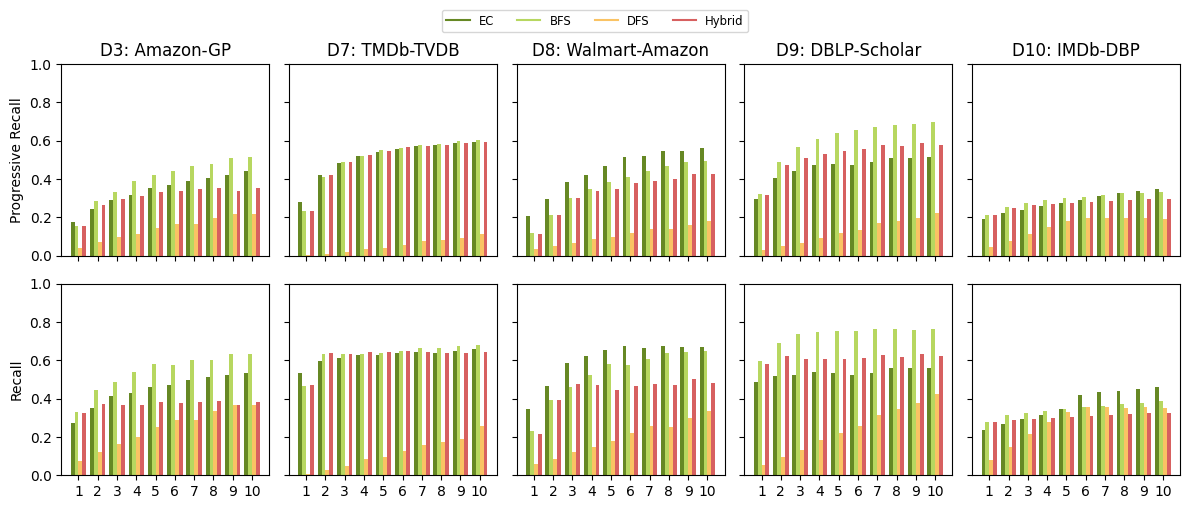 EC BFS DFS Hybrid
D3: Amazon-GP D7: TMDb-TVDB D8: Walmart-Amazon D9: DBLP-Scholar D10: IMDb-DBP
Progressive Recall
1.0
0.8
0.6
0.4
0.2
0.0
Recall
1.0
0.8
0.6
0.4
0.2
0.0
1 2 3 4 5 6 7 8 9 10 1 2 3 4 5 6 7 8 9 10 1 2 3 4 5 6 7 8 9 10 1 2 3 4 5 6 7 8 9 10 1 2 3 4 5 6 7 8 9 10